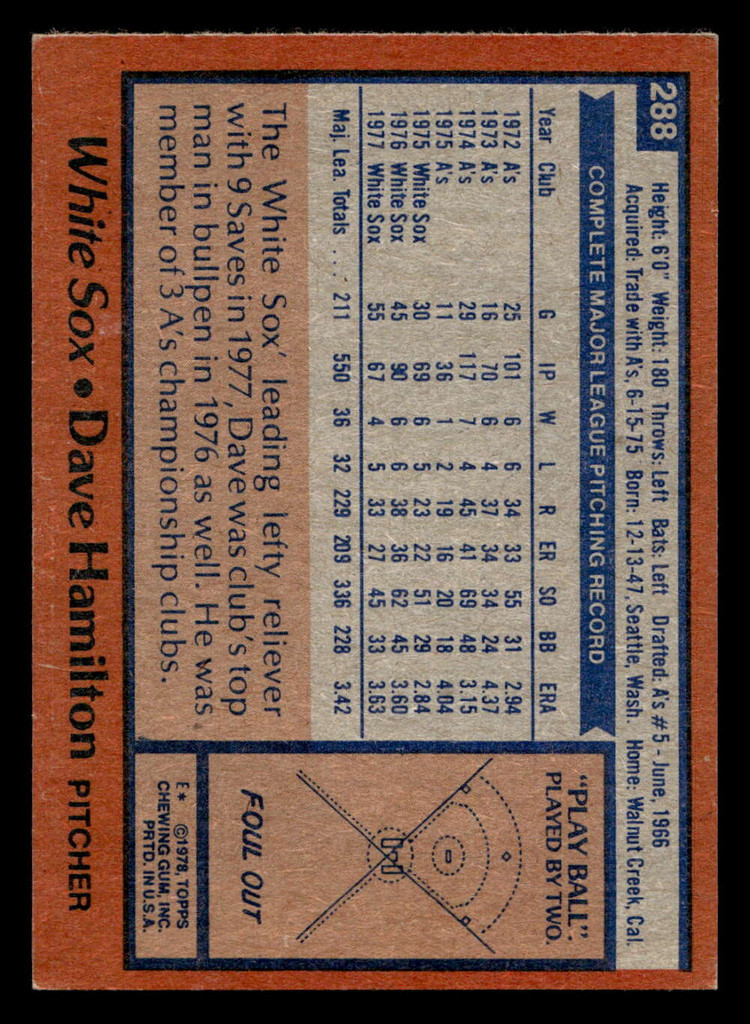 288
Height: 6'0" Weight: 180 Throws: Left Bats: Left Drafted: A's #5 - June, 1966
Acquired: Trade with A's, 6-15-75 Born: 12-13-47, Seattle, Wash. Home: Walnut Creek, Cal.
COMPLETE MAJOR LEAGUE PITCHING RECORD
Year Club G IP W L R ER SO BB ERA
1972 A's 25 101 6 6 34 33 55 31 2.94
1973 A's 16 70 6 4 37 34 34 24 4.37
1974 A's 29 117 7 4 45 41 69 48 3.15
1975 A's 11 36 1 2 19 16 20 18 4.04
1975 White Sox 30 69 6 5 23 22 51 29 2.84
1976 White Sox 45 90 6 6 38 36 62 45 3.60
1977 White Sox 55 67 4 5 33 27 45 33 3.63
Maj. Lea. Totals ... 211 550 36 32 229 209 336 228 3.42
The White Sox' leading lefty reliever
with 9 Saves in 1977, Dave was club's top
man in bullpen in 1976 as well. He was
member of 3 A's championship clubs.
"PLAY BALL":
PLAYED BY TWO.
FOUL OUT
E* ©1978, TOPPS
CHEWING GUM, INC.
PRTD. IN U.S.A.
White Sox • Dave Hamilton PITCHER